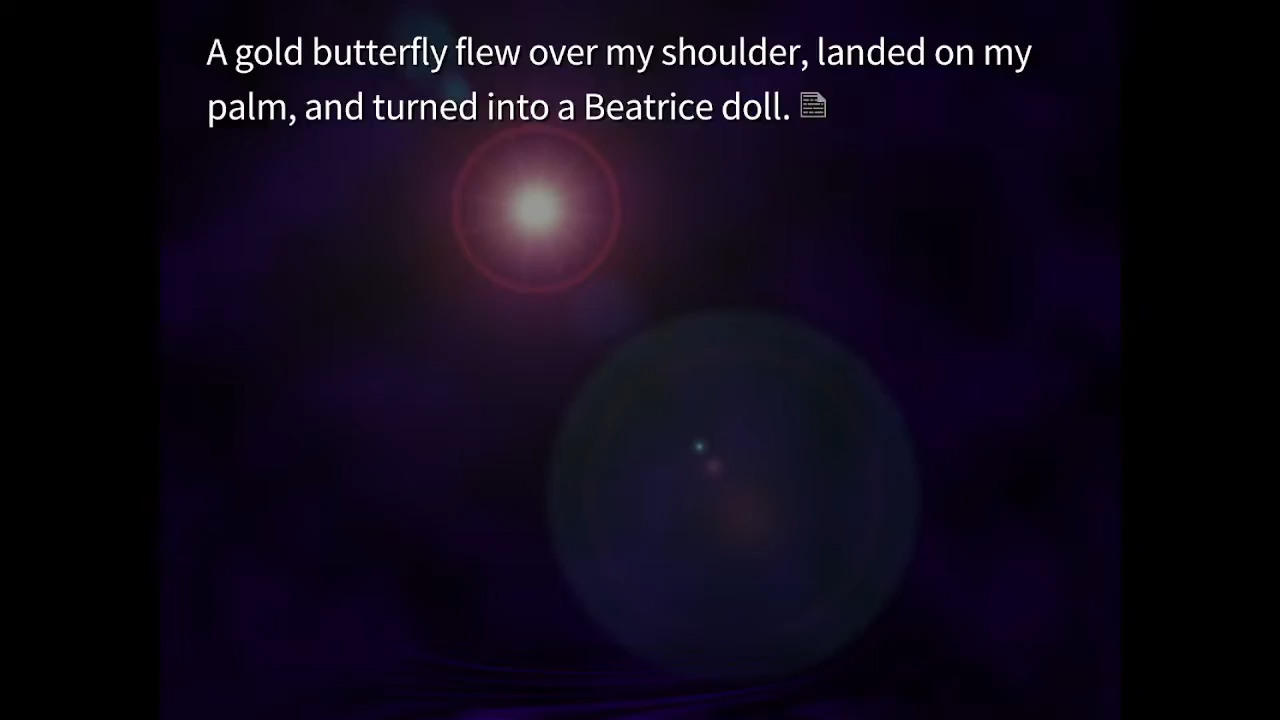 A gold butterfly flew over my shoulder, landed on my
palm, and turned into a Beatrice doll.